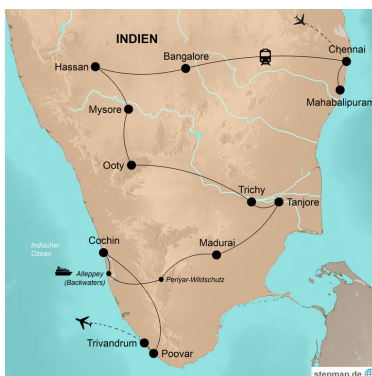 INDIEN
Chennai
Bangalore
Hassan
Mahabalipuram
Mysore
Ooty
Trichy
Tanjore
Indischer
Ozean
Cochin
Madurai
Alleppey
(Backwaters)
Periyar-Wildschutz
Trivandrum
Poovar
stepmap.de